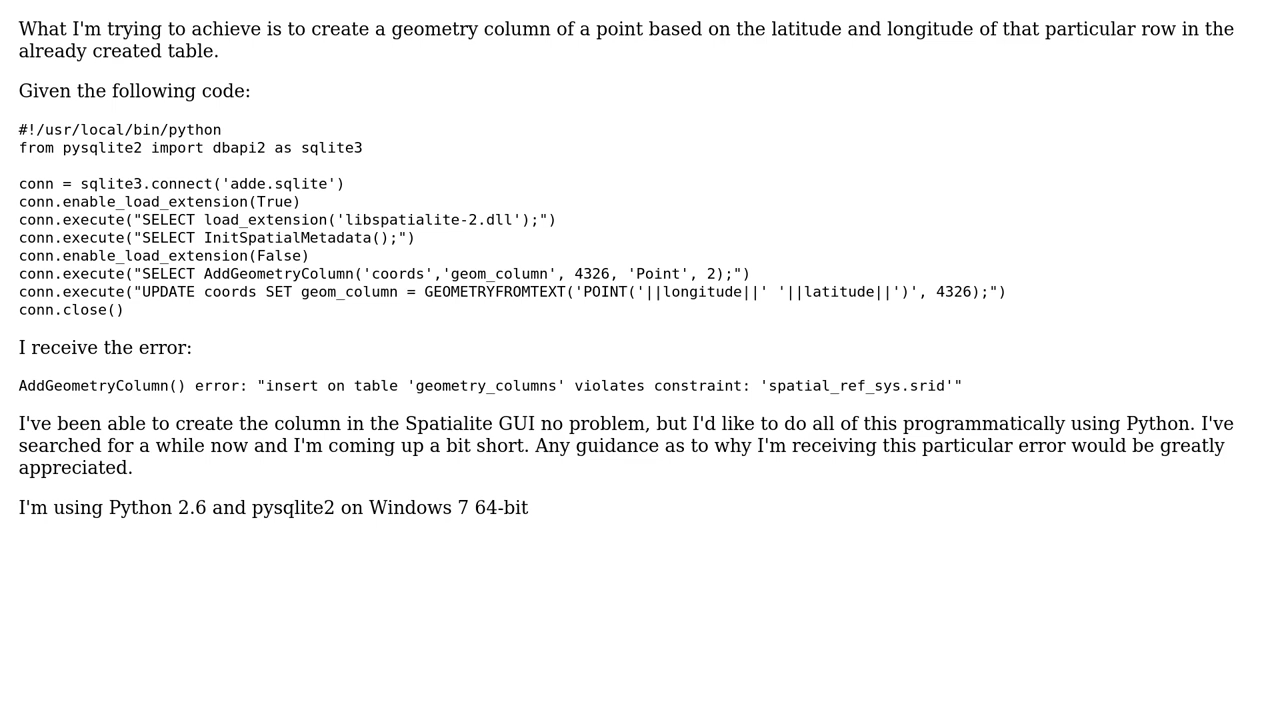 What I'm trying to achieve is to create a geometry column of a point based on the latitude and longitude of that particular row in the
already created table.
Given the following code:
#!/usr/local/bin/python
from pysqlite2 import dbapi2 as sqlite3
conn = sqlite3.connect('adde.sqlite')
conn.enable_load_extension(True)
conn.execute("SELECT load_extension('libspatialite-2.dll');")
conn.execute("SELECT InitSpatialMetadata();")
conn.enable_load_extension(False)
conn.execute("SELECT AddGeometryColumn('coords','geom_column', 4326, 'Point', 2);")
conn.execute("UPDATE coords SET geom_column = GEOMETRYFROMTEXT('POINT('||longitude||' '||latitude||')', 4326);")
conn.close()
I receive the error:
AddGeometryColumn() error: "insert on table 'geometry_columns' violates constraint: 'spatial_ref_sys.srid'"
I've been able to create the column in the Spatialite GUI no problem, but I'd like to do all of this programmatically using Python. I've
searched for a while now and I'm coming up a bit short. Any guidance as to why I'm receiving this particular error would be greatly
appreciated.
I'm using Python 2.6 and pysqlite2 on Windows 7 64-bit